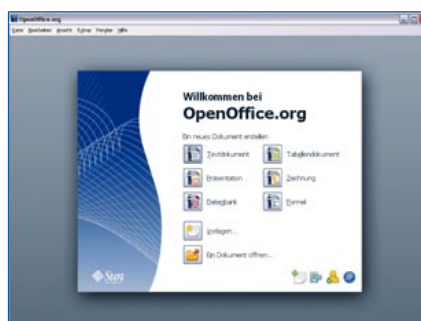 OpenOffice.org
Datei Bearbeiten Ansicht Extras Fenster Hilfe
Willkommen bei
OpenOffice.org
Ein neues Dokument erstellen
Textdokument Tabellendokument
Präsentation Zeichnung
Datenbank Formel
Vorlagen...
Ein Dokument öffnen...
Sun